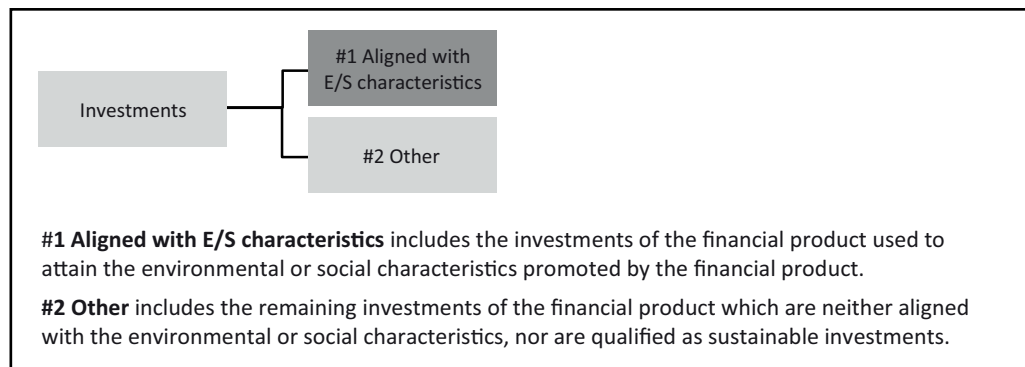 #1 Aligned with
E/S characteristics
Investments
#2 Other
#1 Aligned with E/S characteristics includes the investments of the financial product used to
attain the environmental or social characteristics promoted by the financial product.
#2 Other includes the remaining investments of the financial product which are neither aligned
with the environmental or social characteristics, nor are qualified as sustainable investments.